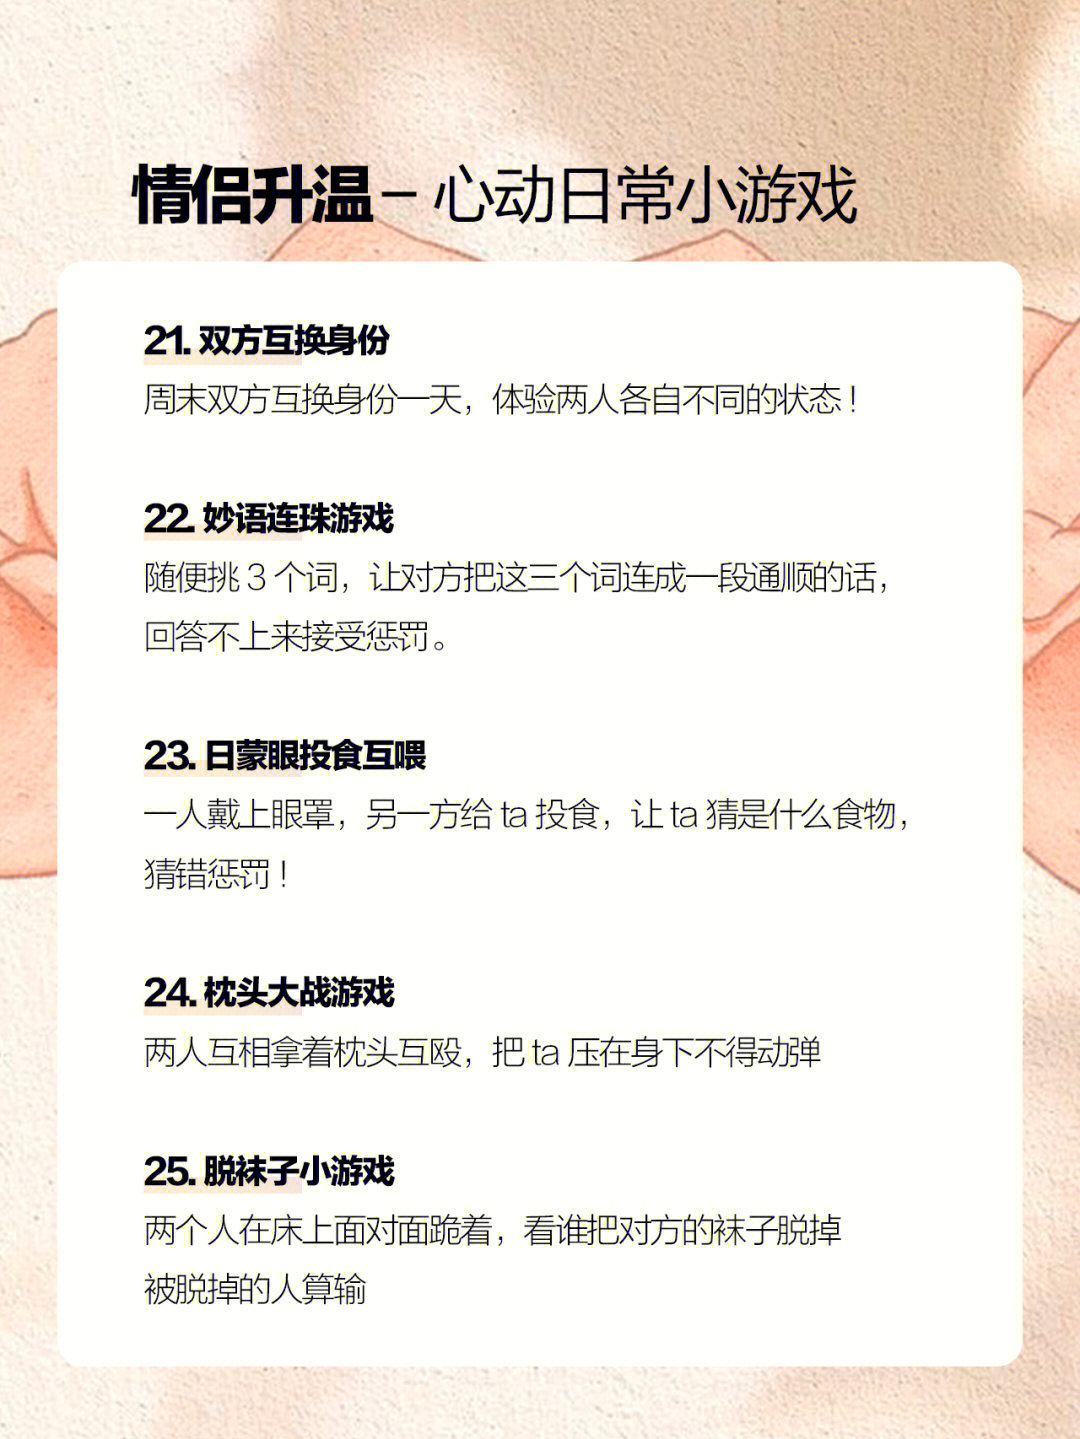 情侣升温 – 心动日常小游戏
21. 双方互换身份
周末双方互换身份一天，体验两人各自不同的状态！
22. 妙语连珠游戏
随便挑 3 个词，让对方把这三个词连成一段通顺的话，
回答不上来接受惩罚。
23. 日蒙眼投食互喂
一人戴上眼罩，另一方给 ta 投食，让 ta 猜是什么食物，
猜错惩罚！
24. 枕头大战游戏
两人互相拿着枕头互殴，把 ta 压在身下不得动弹
25. 脱袜子小游戏
两个人在床上面对面跪着，看谁把对方的袜子脱掉
被脱掉的人算输